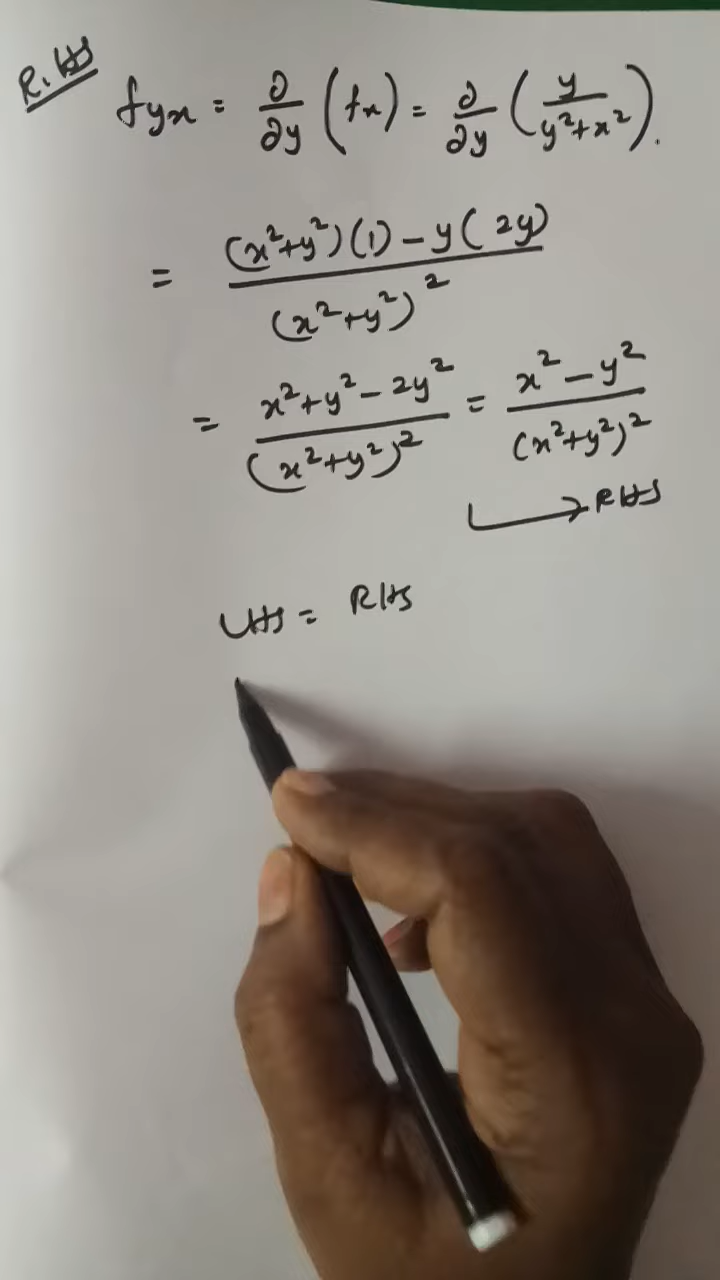 R.HS
fyx = ∂/∂y (fx) = ∂/∂y (y/(y²+x²)).
= ((x²+y²)(1) - y(2y))/(x²+y²)²
= (x²+y²-2y²)/(x²+y²)² = (x²-y²)/(x²+y²)²
↳ RHS
LHS = RHS